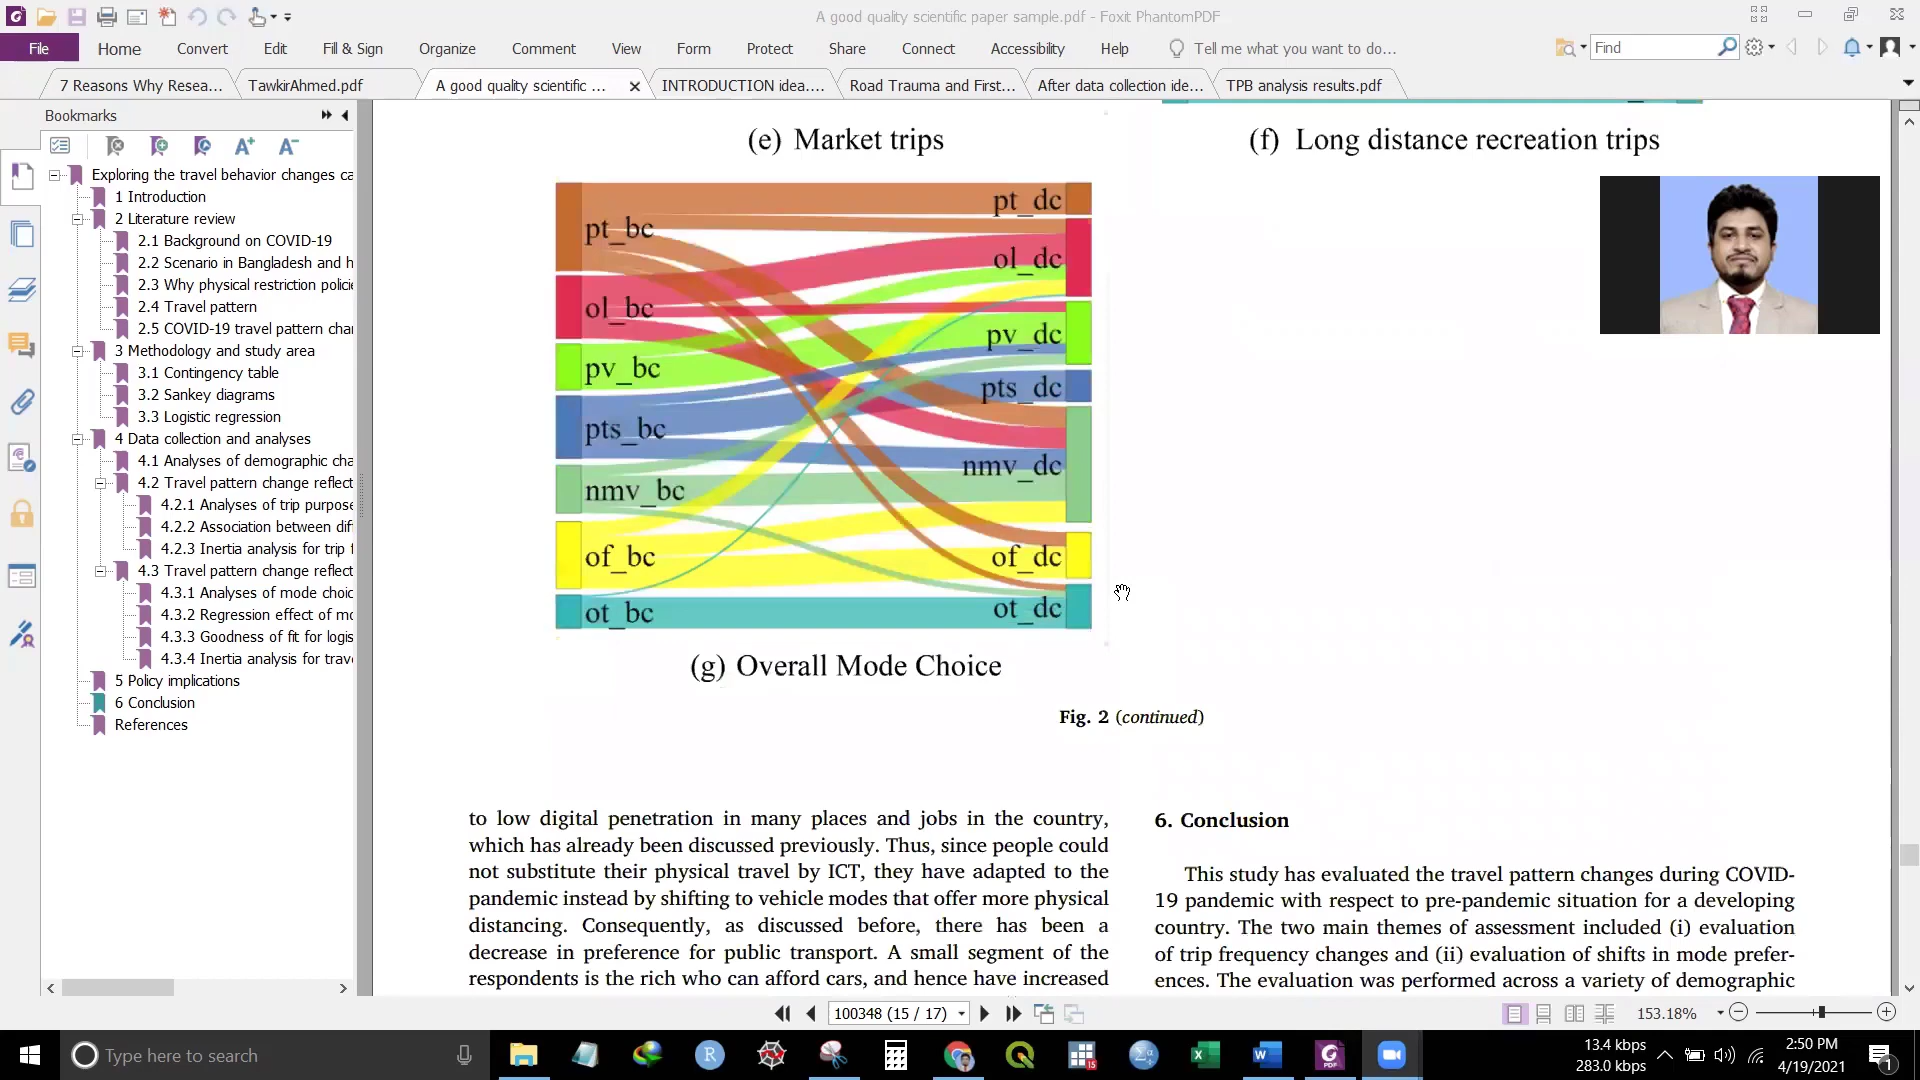 A good quality scientific paper sample.pdf - Foxit PhantomPDF
File Home Convert Edit Fill & Sign Organize Comment View Form Protect Share Connect Accessibility Help Tell me what you want to do... Find
7 Reasons Why Resea... TawkirAhmed.pdf A good quality scientific ... INTRODUCTION idea.... Road Trauma and First... After data collection ide... TPB analysis results.pdf
Bookmarks
Exploring the travel behavior changes ca
1 Introduction
2 Literature review
2.1 Background on COVID-19
2.2 Scenario in Bangladesh and h
2.3 Why physical restriction policie
2.4 Travel pattern
2.5 COVID-19 travel pattern char
3 Methodology and study area
3.1 Contingency table
3.2 Sankey diagrams
3.3 Logistic regression
4 Data collection and analyses
4.1 Analyses of demographic cha
4.2 Travel pattern change reflect
4.2.1 Analyses of trip purpose
4.2.2 Association between dif
4.2.3 Inertia analysis for trip f
4.3 Travel pattern change reflect
4.3.1 Analyses of mode choic
4.3.2 Regression effect of mo
4.3.3 Goodness of fit for logis
4.3.4 Inertia analysis for trave
5 Policy implications
6 Conclusion
References
(e) Market trips
(f) Long distance recreation trips
pt_bc
ol_bc
pv_bc
pts_bc
nmv_bc
of_bc
ot_bc
pt_dc
ol_dc
pv_dc
pts_dc
nmv_dc
of_dc
ot_dc
(g) Overall Mode Choice
Fig. 2 (continued)
to low digital penetration in many places and jobs in the country,
which has already been discussed previously. Thus, since people could
not substitute their physical travel by ICT, they have adapted to the
pandemic instead by shifting to vehicle modes that offer more physical
distancing. Consequently, as discussed before, there has been a
decrease in preference for public transport. A small segment of the
respondents is the rich who can afford cars, and hence have increased
6. Conclusion
This study has evaluated the travel pattern changes during COVID-
19 pandemic with respect to pre-pandemic situation for a developing
country. The two main themes of assessment included (i) evaluation
of trip frequency changes and (ii) evaluation of shifts in mode prefer-
ences. The evaluation was performed across a variety of demographic
100348 (15 / 17)
153.18%
Type here to search
13.4 kbps
283.0 kbps
2:50 PM
4/19/2021
1